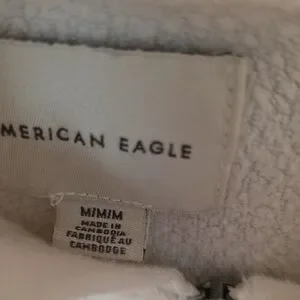 MERICAN EAGLE
M/M/M
MADE IN
CAMBODIA
FABRIQUÉ AU
CAMBODGE